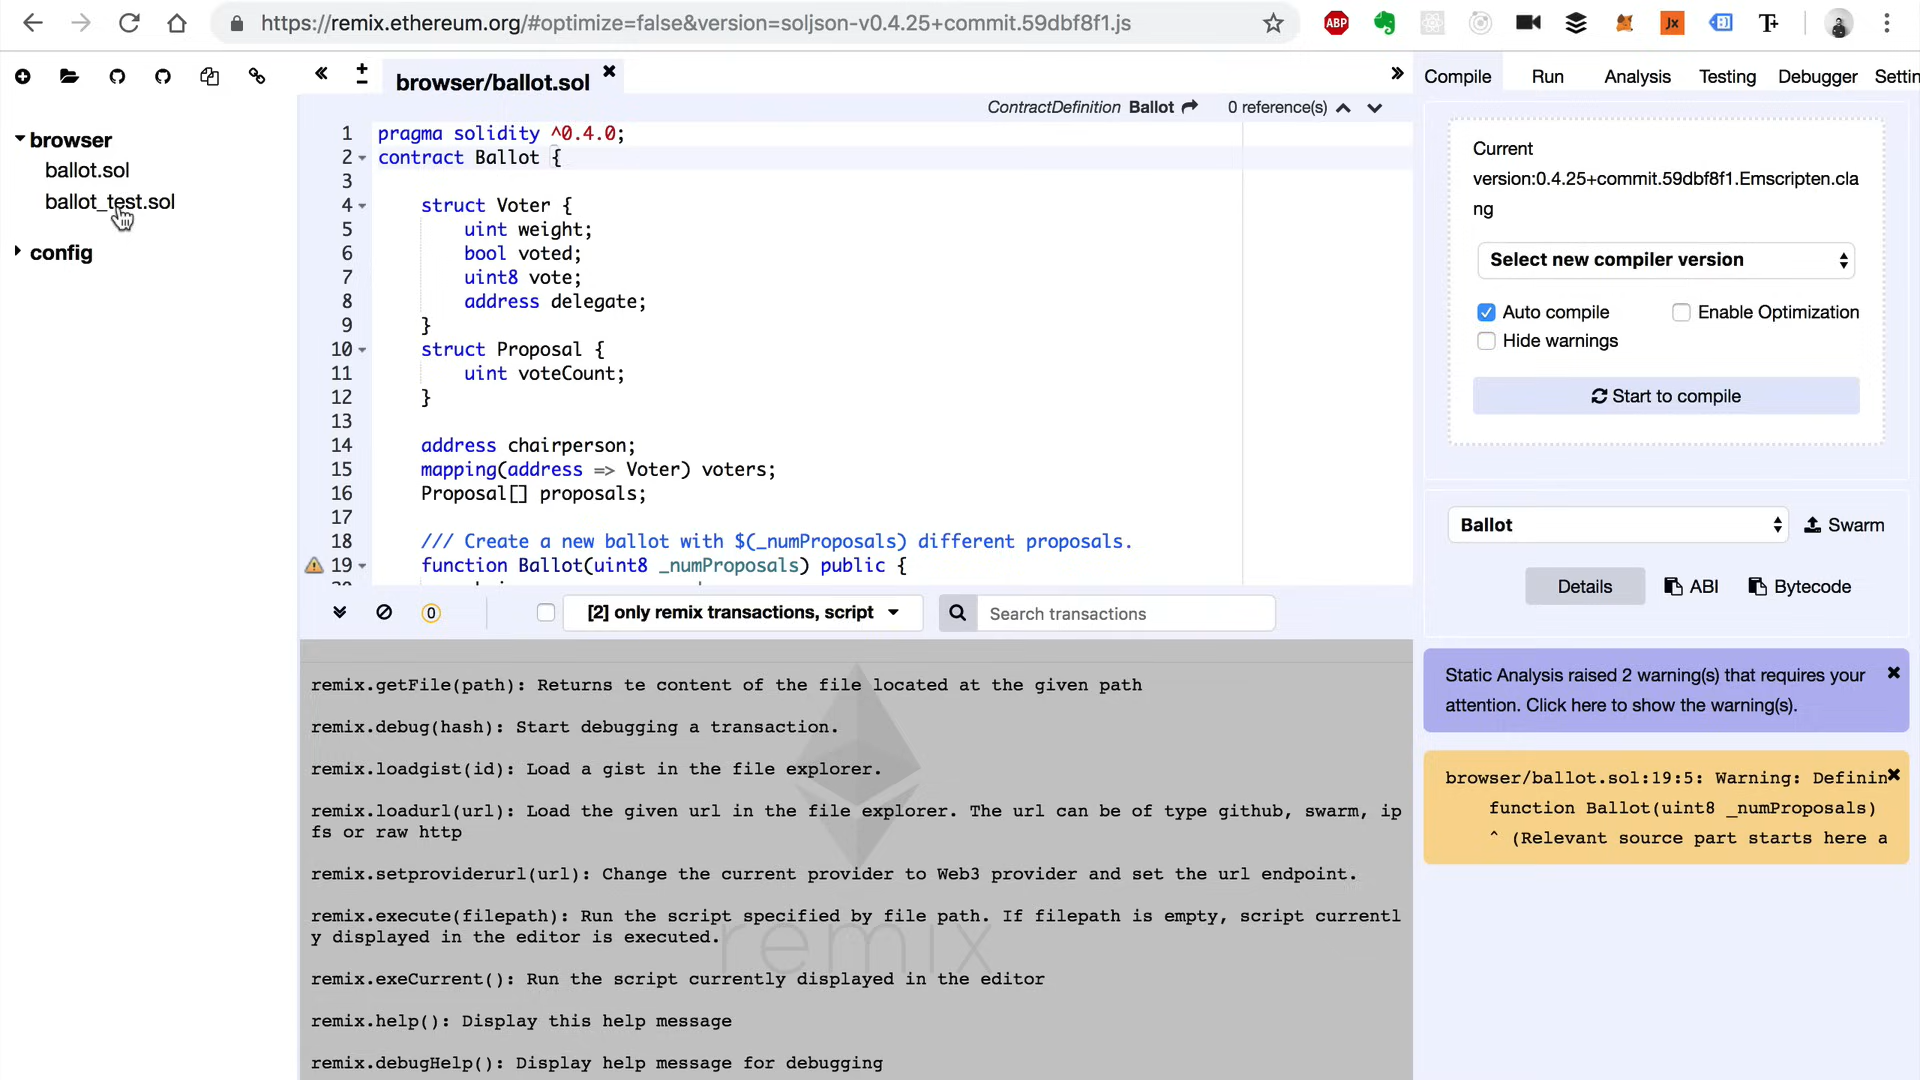 https://remix.ethereum.org/#optimize=false&version=soljson-v0.4.25+commit.59dbf8f1.js
ABP
Jx
browser
ballot.sol
ballot_test.sol
config
browser/ballot.sol
ContractDefinition Ballot 0 reference(s)
1 pragma solidity ^0.4.0;
2 contract Ballot {
3
4 struct Voter {
5 uint weight;
6 bool voted;
7 uint8 vote;
8 address delegate;
9 }
10 struct Proposal {
11 uint voteCount;
12 }
13
14 address chairperson;
15 mapping(address => Voter) voters;
16 Proposal[] proposals;
17
18 /// Create a new ballot with $(_numProposals) different proposals.
19 function Ballot(uint8 _numProposals) public {
0
[2] only remix transactions, script
Search transactions
remix.getFile(path): Returns te content of the file located at the given path
remix.debug(hash): Start debugging a transaction.
remix.loadgist(id): Load a gist in the file explorer.
remix.loadurl(url): Load the given url in the file explorer. The url can be of type github, swarm, ip
fs or raw http
remix.setproviderurl(url): Change the current provider to Web3 provider and set the url endpoint.
remix.execute(filepath): Run the script specified by file path. If filepath is empty, script currentl
y displayed in the editor is executed.
remix.exeCurrent(): Run the script currently displayed in the editor
remix.help(): Display this help message
remix.debugHelp(): Display help message for debugging
remix
Compile Run Analysis Testing Debugger Settin
Current
version:0.4.25+commit.59dbf8f1.Emscripten.cla
ng
Select new compiler version
Auto compile
Enable Optimization
Hide warnings
Start to compile
Ballot
Swarm
Details
ABI
Bytecode
Static Analysis raised 2 warning(s) that requires your
attention. Click here to show the warning(s).
browser/ballot.sol:19:5: Warning: Definin
function Ballot(uint8 _numProposals)
^ (Relevant source part starts here a